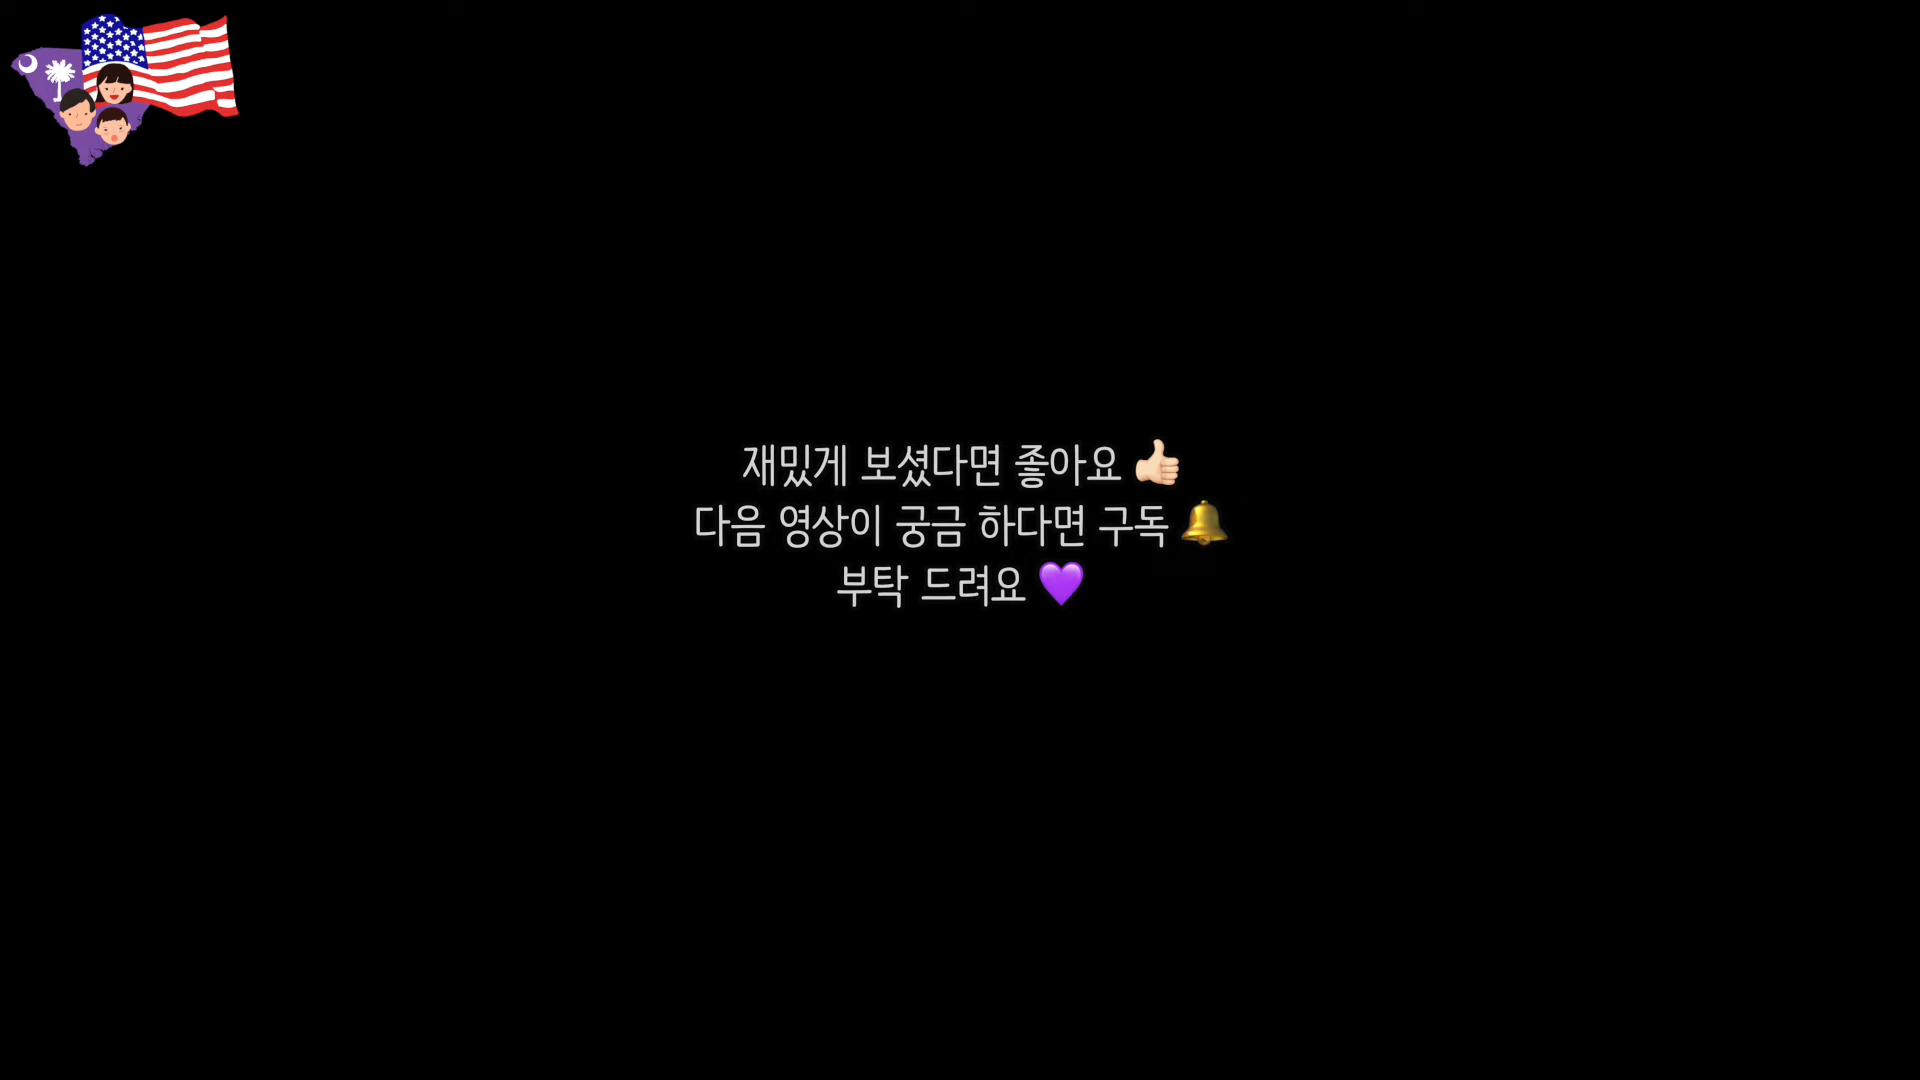 재밌게 보셨다면 좋아요 👍🏻
다음 영상이 궁금 하다면 구독 🔔
부탁 드려요 💜